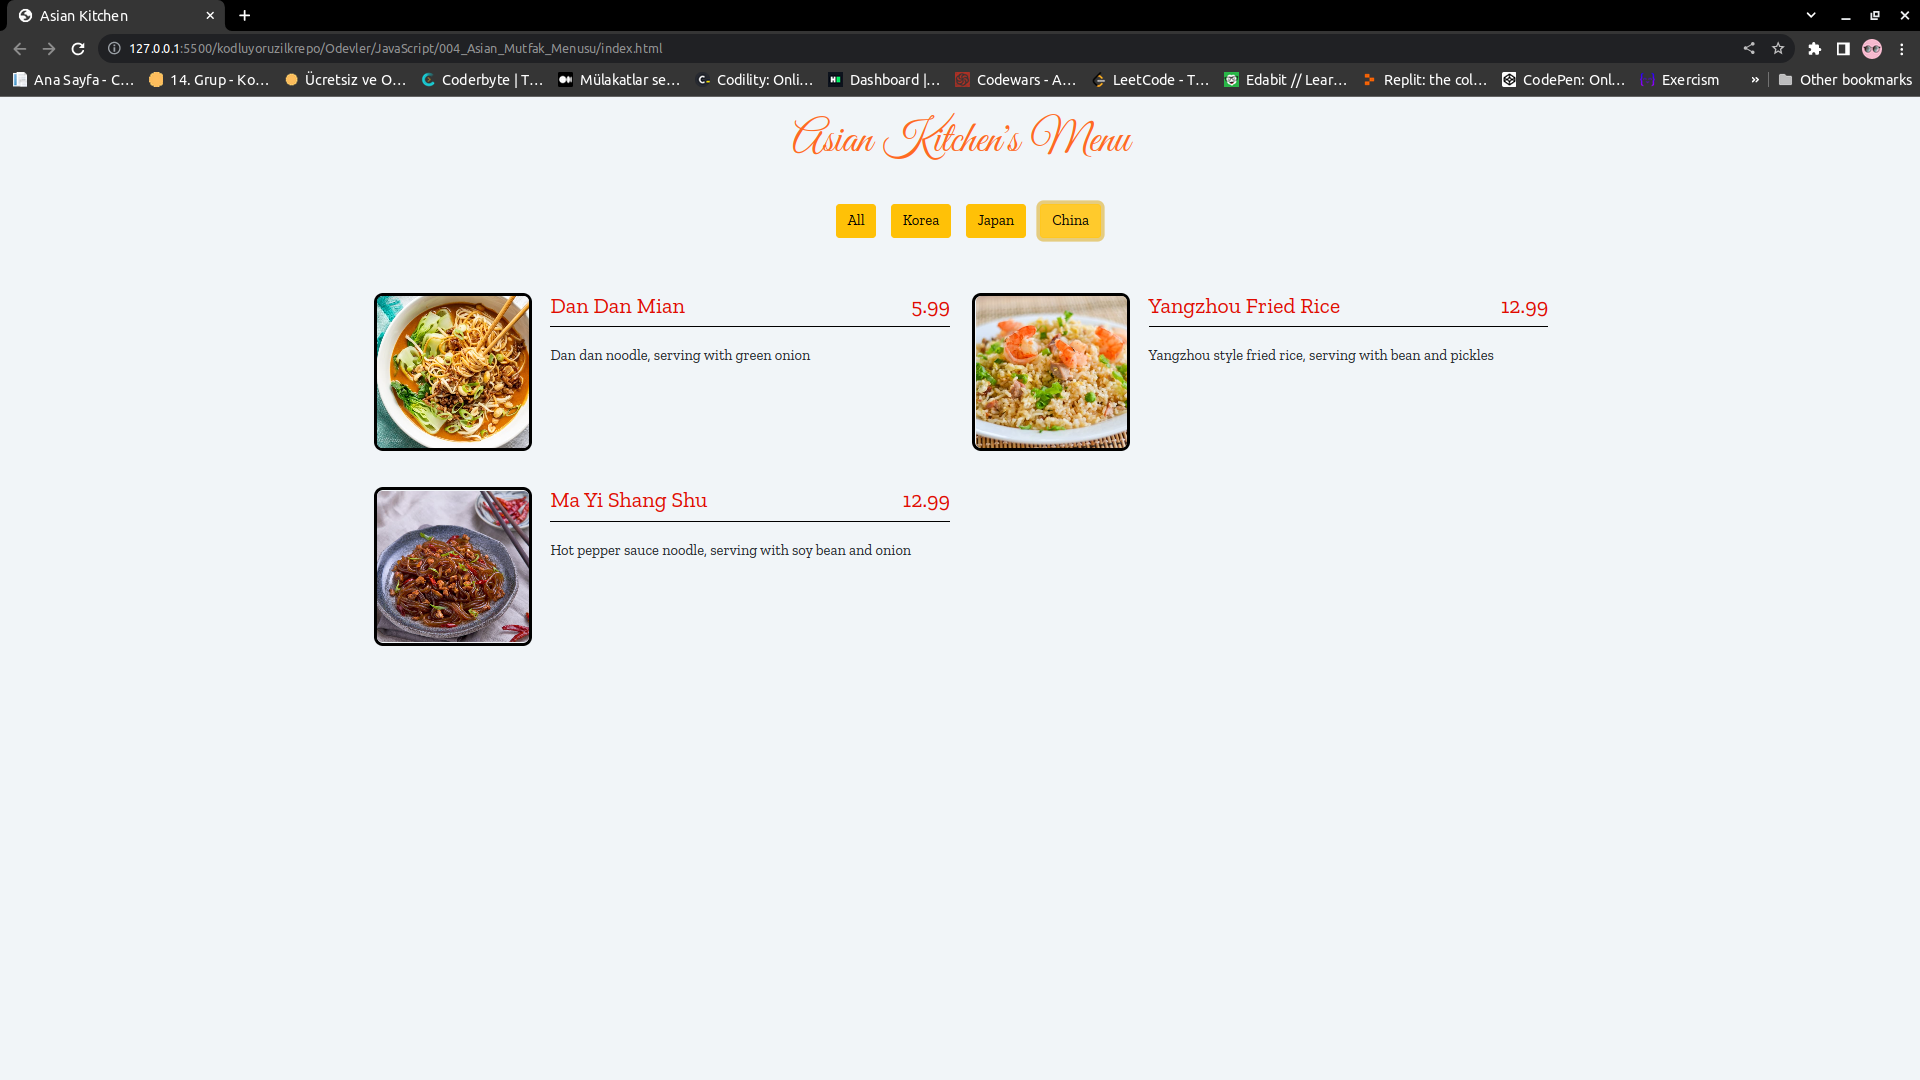 Asian Kitchen
127.0.0.1:5500/kodluyoruzilkrepo/Odevler/JavaScript/004_Asian_Mutfak_Menusu/index.html
Ana Sayfa - C... 14. Grup - Ko... Ücretsiz ve O... Coderbyte | T... Mülakatlar se... Codility: Onli... Dashboard |... Codewars - A... LeetCode - T... Edabit // Lear... Replit: the col... CodePen: Onl... Exercism » Other bookmarks
Asian Kitchen's Menu
All Korea Japan China
Dan Dan Mian 5.99
Dan dan noodle, serving with green onion
Yangzhou Fried Rice 12.99
Yangzhou style fried rice, serving with bean and pickles
Ma Yi Shang Shu 12.99
Hot pepper sauce noodle, serving with soy bean and onion